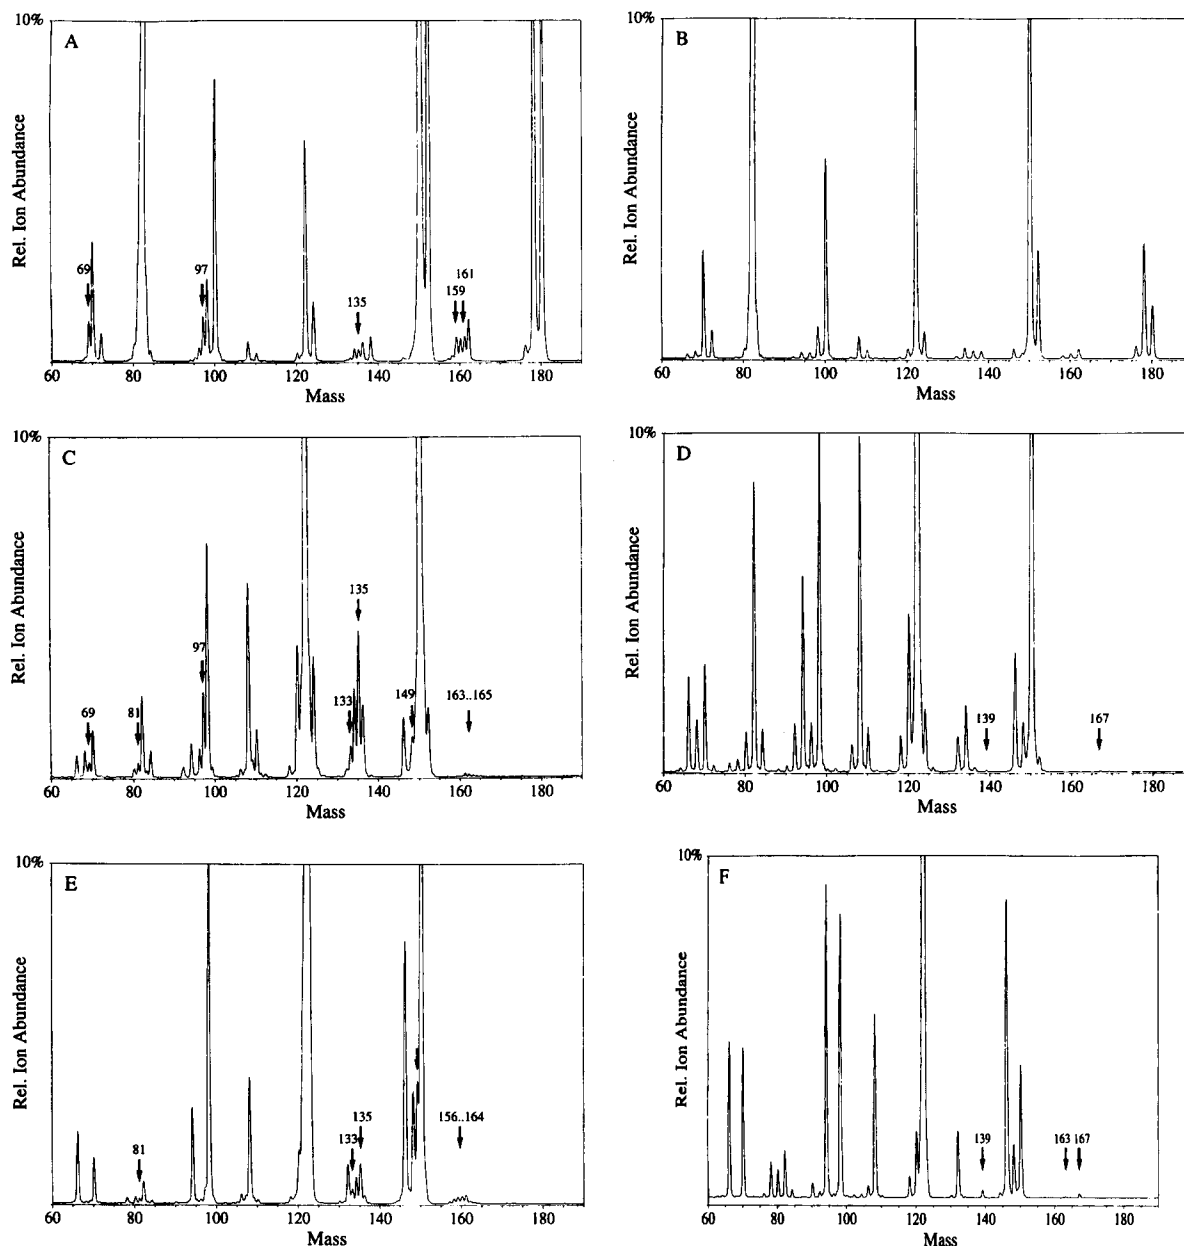 10%
A
Rel. Ion Abundance
69
97
135
159
161
60 80 100 120 140 160 180
Mass
10%
B
Rel. Ion Abundance
60 80 100 120 140 160 180
Mass
10%
C
Rel. Ion Abundance
69
81
97
133
135
149
163..165
60 80 100 120 140 160 180
Mass
10%
D
Rel. Ion Abundance
139
167
60 80 100 120 140 160 180
Mass
10%
E
Rel. Ion Abundance
81
133
135
156..164
60 80 100 120 140 160 180
Mass
10%
F
Rel. Ion Abundance
139
163 167
60 80 100 120 140 160 180
Mass